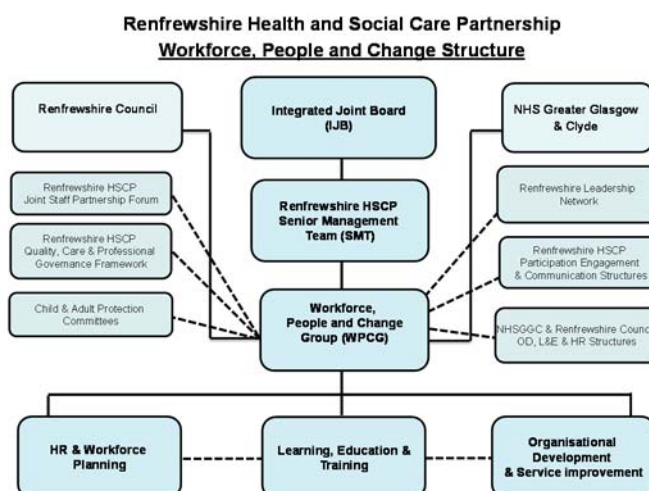 Renfrewshire Health and Social Care Partnership
Workforce, People and Change Structure
Renfrewshire Council
Integrated Joint Board
(IJB)
NHS Greater Glasgow
& Clyde
Renfrewshire HSCP
Joint Staff Partnership Forum
Renfrewshire HSCP
Senior Management
Team (SMT)
Renfrewshire Leadership
Network
Renfrewshire HSCP
Quality, Care & Professional
Governance Framework
Renfrewshire HSCP
Participation Engagement
& Communication Structures
Child & Adult Protection
Committees
Workforce,
People and Change
Group (WPCG)
NHSGGC & Renfrewshire Counc
OD, L&E & HR Structures
HR & Workforce
Planning
Learning, Education &
Training
Organisational
Development
& Service improvement